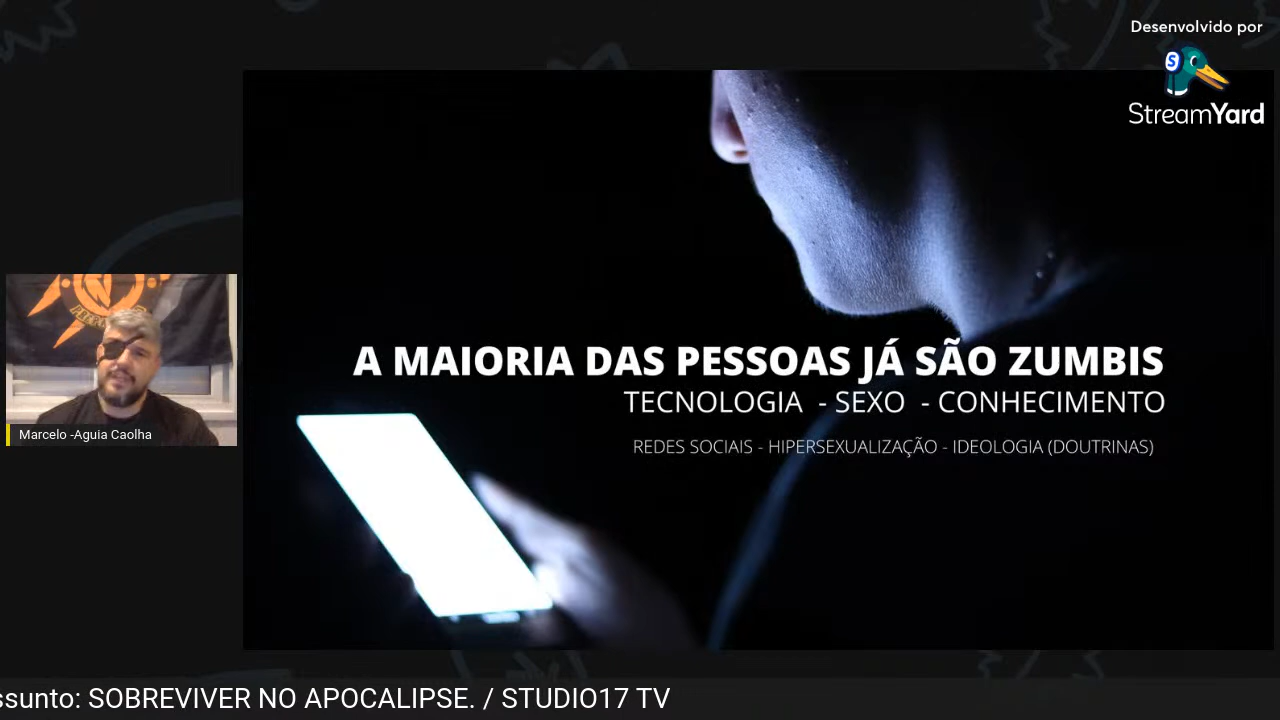 Desenvolvido por
StreamYard
A MAIORIA DAS PESSOAS JÁ SÃO ZUMBIS
TECNOLOGIA - SEXO - CONHECIMENTO
REDES SOCIAIS - HIPERSEXUALIZAÇÃO - IDEOLOGIA (DOUTRINAS)
Marcelo -Aguia Caolha
ssunto: SOBREVIVER NO APOCALIPSE. / STUDIO17 TV